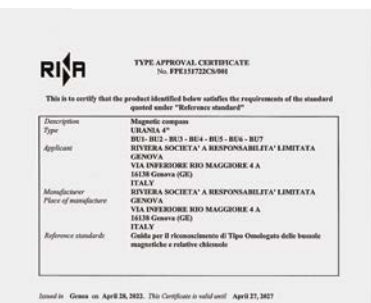 RINA
TYPE APPROVAL CERTIFICATE
No. FPE151722CS/001
This is to certify that the product identified below satisfies the requirements of the standard
quoted under "Reference standard"
Description Magnetic compass
Type URANIA 4"
BU1- BU2 - BU3 - BU4 - BU5 - BU6 - BU7
Applicant RIVIERA SOCIETA' A RESPONSABILITA' LIMITATA
GENOVA
VIA INFERIORE RIO MAGGIORE 4 A
16138 Genova (GE)
ITALY
Manufacturer RIVIERA SOCIETA' A RESPONSABILITA' LIMITATA
Place of manufacture GENOVA
VIA INFERIORE RIO MAGGIORE 4 A
16138 Genova (GE)
ITALY
Reference standards Guida per il riconoscimento di Tipo Omologato delle bussole
magnetiche e relative chiesuole
Issued in Genoa on April 28, 2022. This Certificate is valid until April 27, 2027